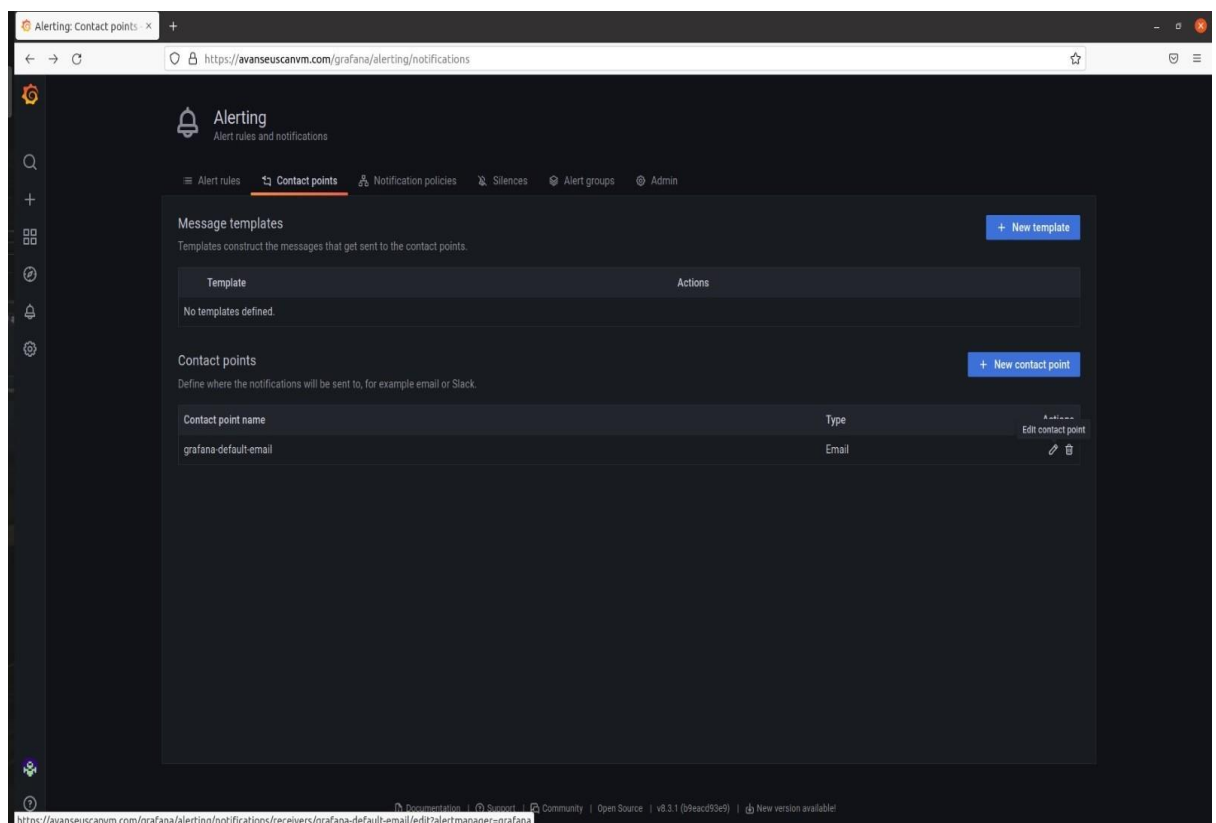 Alerting: Contact points
https://avanseuscanvm.com/grafana/alerting/notifications
Alerting
Alert rules and notifications
Alert rules Contact points Notification policies Silences Alert groups Admin
Message templates
+ New template
Templates construct the messages that get sent to the contact points.
Template Actions
No templates defined.
Contact points
+ New contact point
Define where the notifications will be sent to, for example email or Slack.
Contact point name Type Actions
Edit contact point
grafana-default-email Email
Documentation | Support | Community | Open Source | v8.3.1 (b9eacd93e9) | New version available!
https://avanseuscanvm.com/grafana/alerting/notifications/receivers/grafana-default-email/edit?alertmanager=grafana